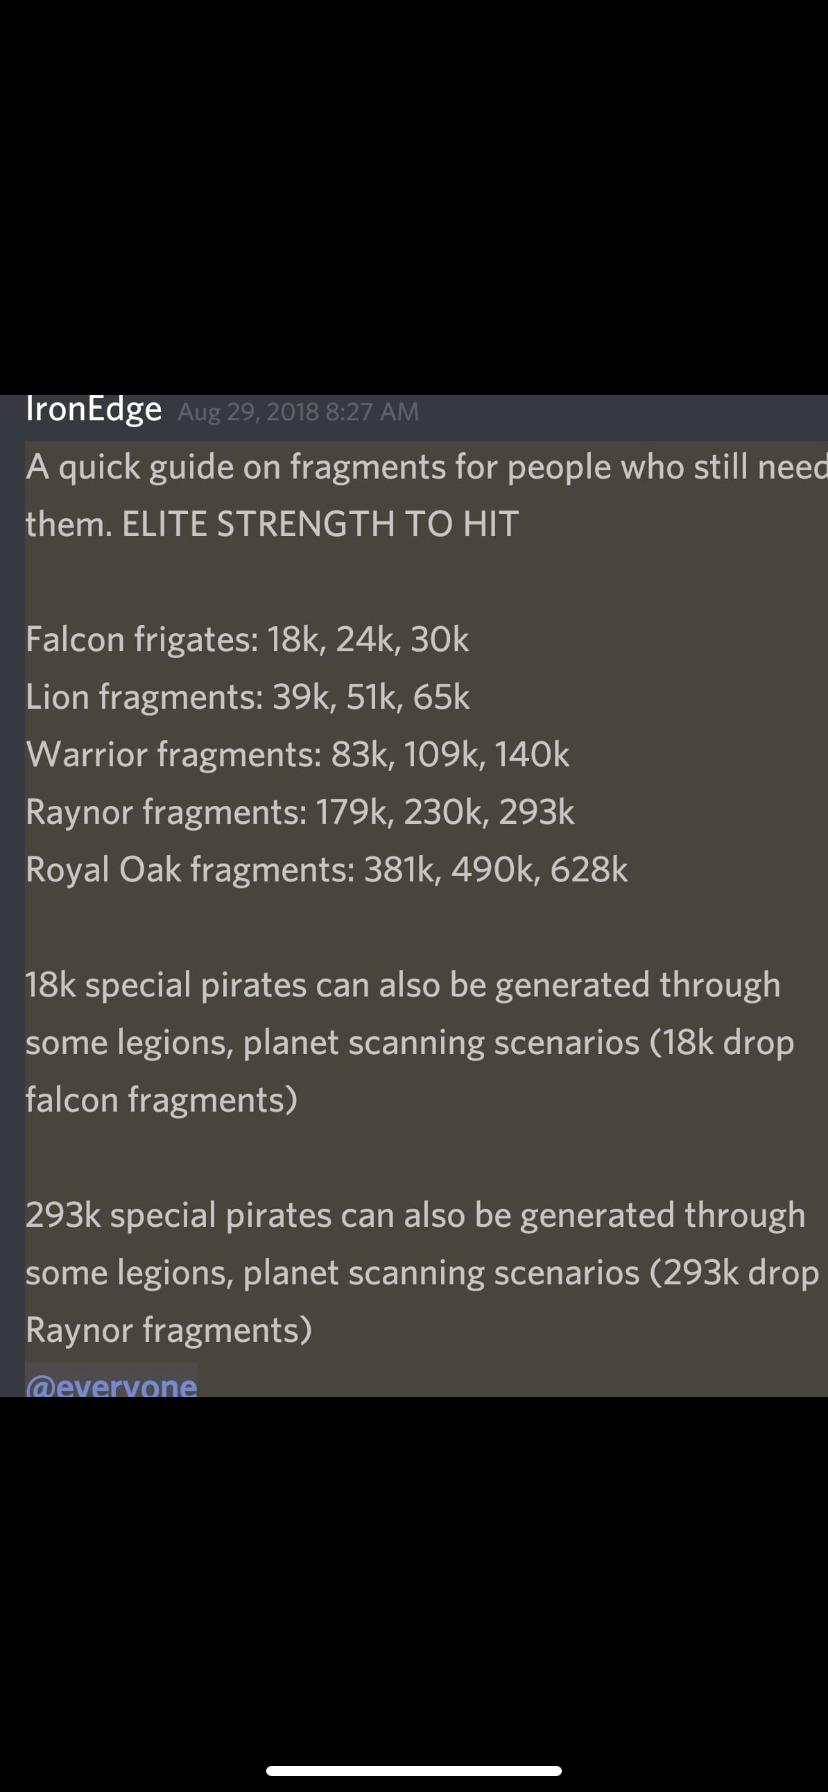 IronEdge Aug 29, 2018 8:27 AM
A quick guide on fragments for people who still need
them. ELITE STRENGTH TO HIT
Falcon frigates: 18k, 24k, 30k
Lion fragments: 39k, 51k, 65k
Warrior fragments: 83k, 109k, 140k
Raynor fragments: 179k, 230k, 293k
Royal Oak fragments: 381k, 490k, 628k
18k special pirates can also be generated through
some legions, planet scanning scenarios (18k drop
falcon fragments)
293k special pirates can also be generated through
some legions, planet scanning scenarios (293k drop
Raynor fragments)
@everyone